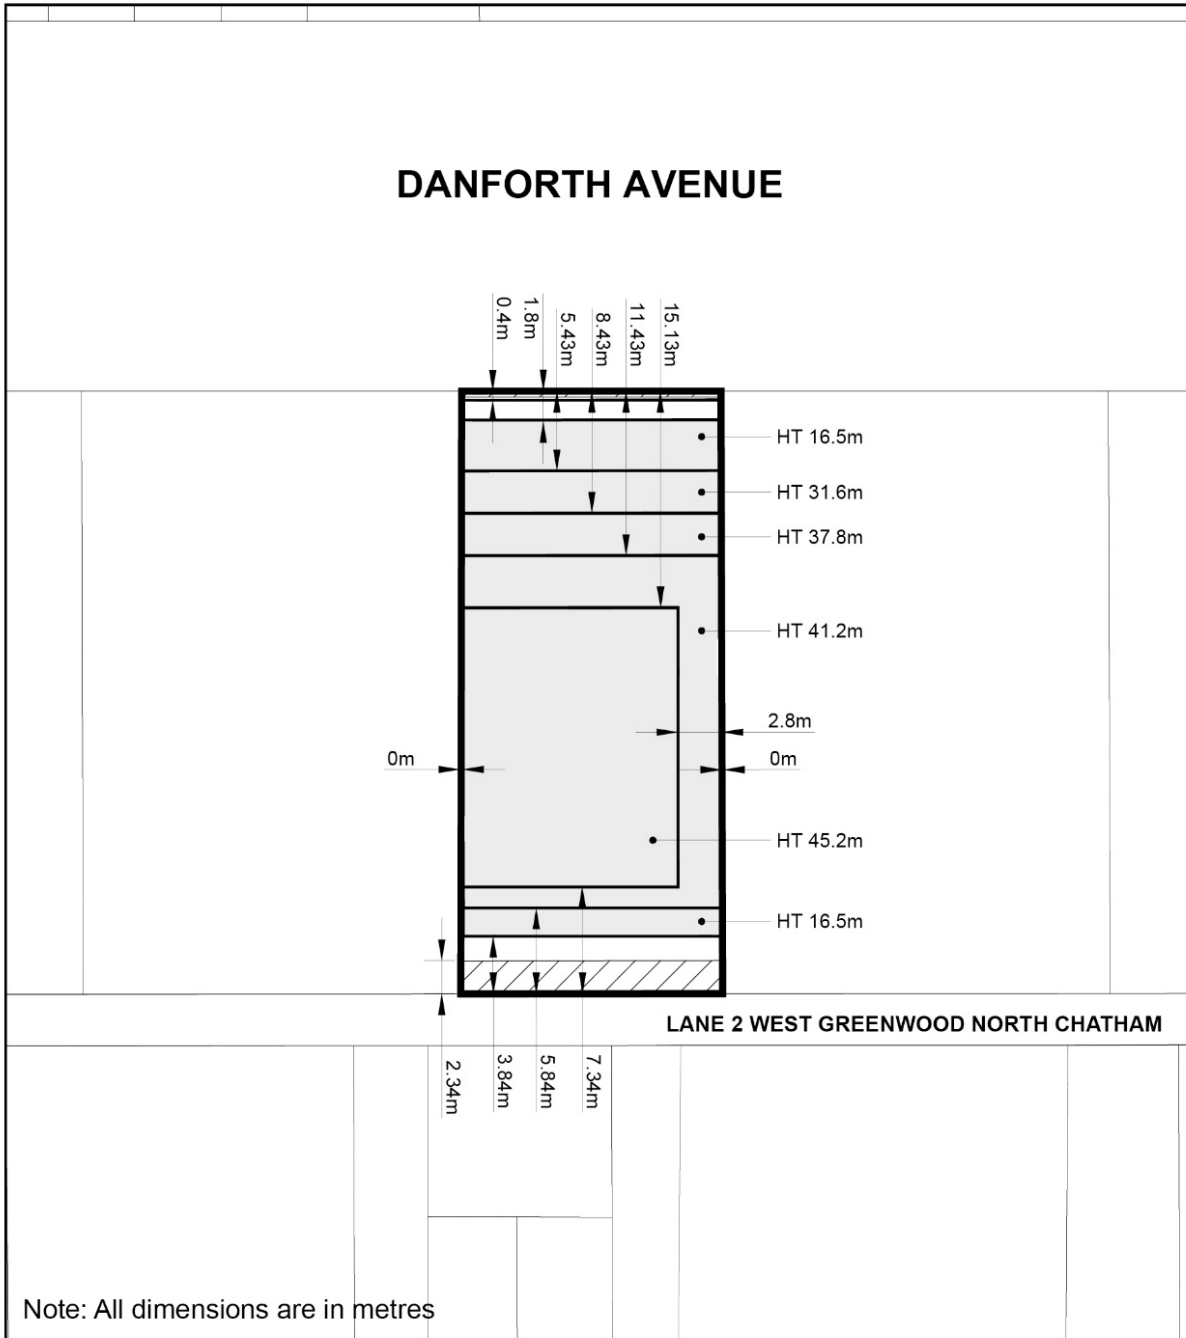 DANFORTH AVENUE
0.4m
1.8m
5.43m
8.43m
11.43m
15.13m
HT 16.5m
HT 31.6m
HT 37.8m
HT 41.2m
2.8m
0m
0m
HT 45.2m
HT 16.5m
LANE 2 WEST GREENWOOD NORTH CHATHAM
2.34m
3.84m
5.84m
7.34m
Note: All dimensions are in metres